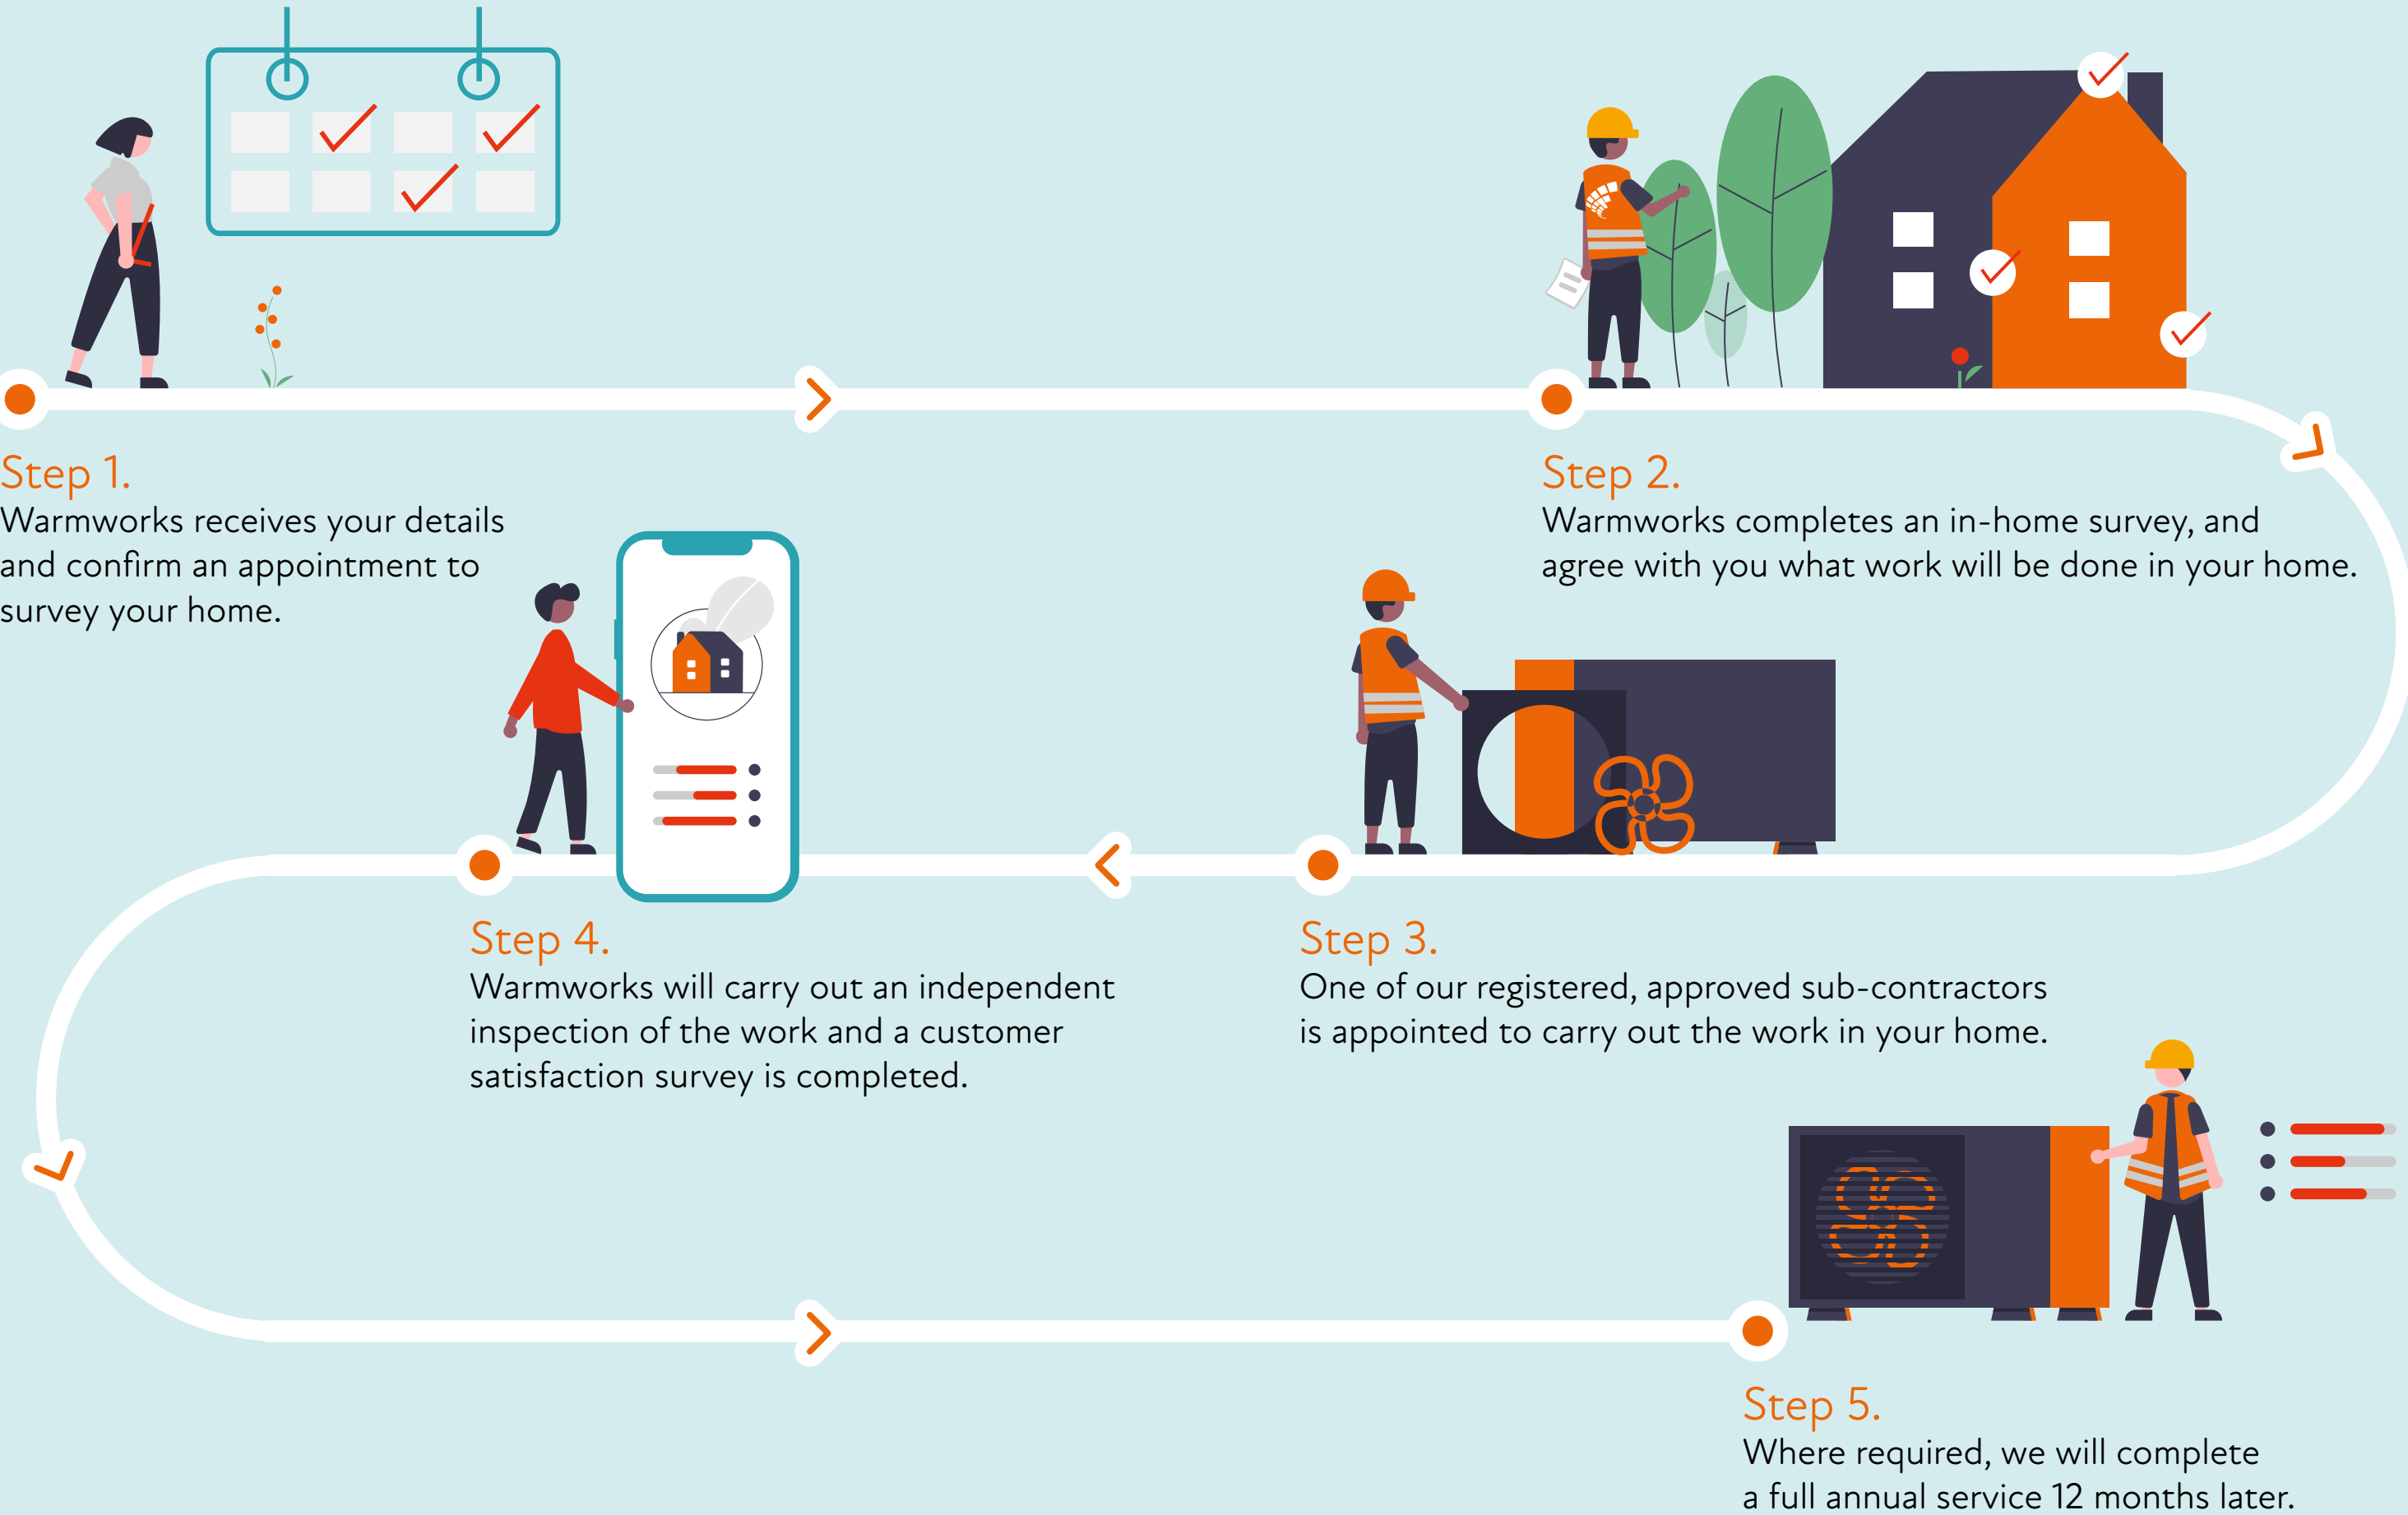 Step 1.
Warmworks receives your details
and confirm an appointment to
survey your home.
Step 2.
Warmworks completes an in-home survey, and
agree with you what work will be done in your home.
Step 3.
One of our registered, approved sub-contractors
is appointed to carry out the work in your home.
Step 4.
Warmworks will carry out an independent
inspection of the work and a customer
satisfaction survey is completed.
Step 5.
Where required, we will complete
a full annual service 12 months later.